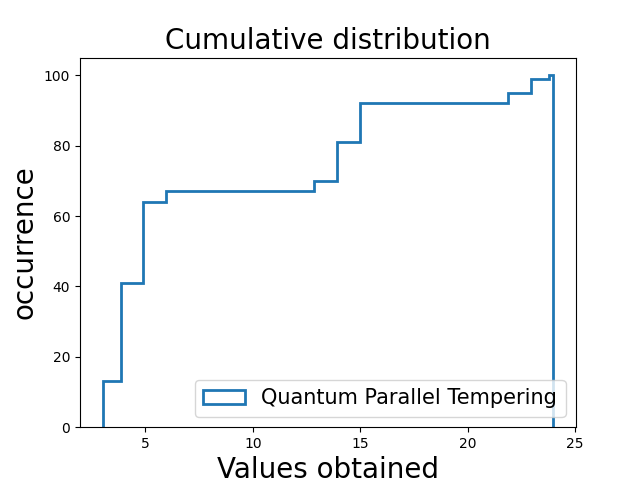 Cumulative distribution
100
80
60
40
20
0
occurrence
Quantum Parallel Tempering
5
10
15
20
25
Values obtained